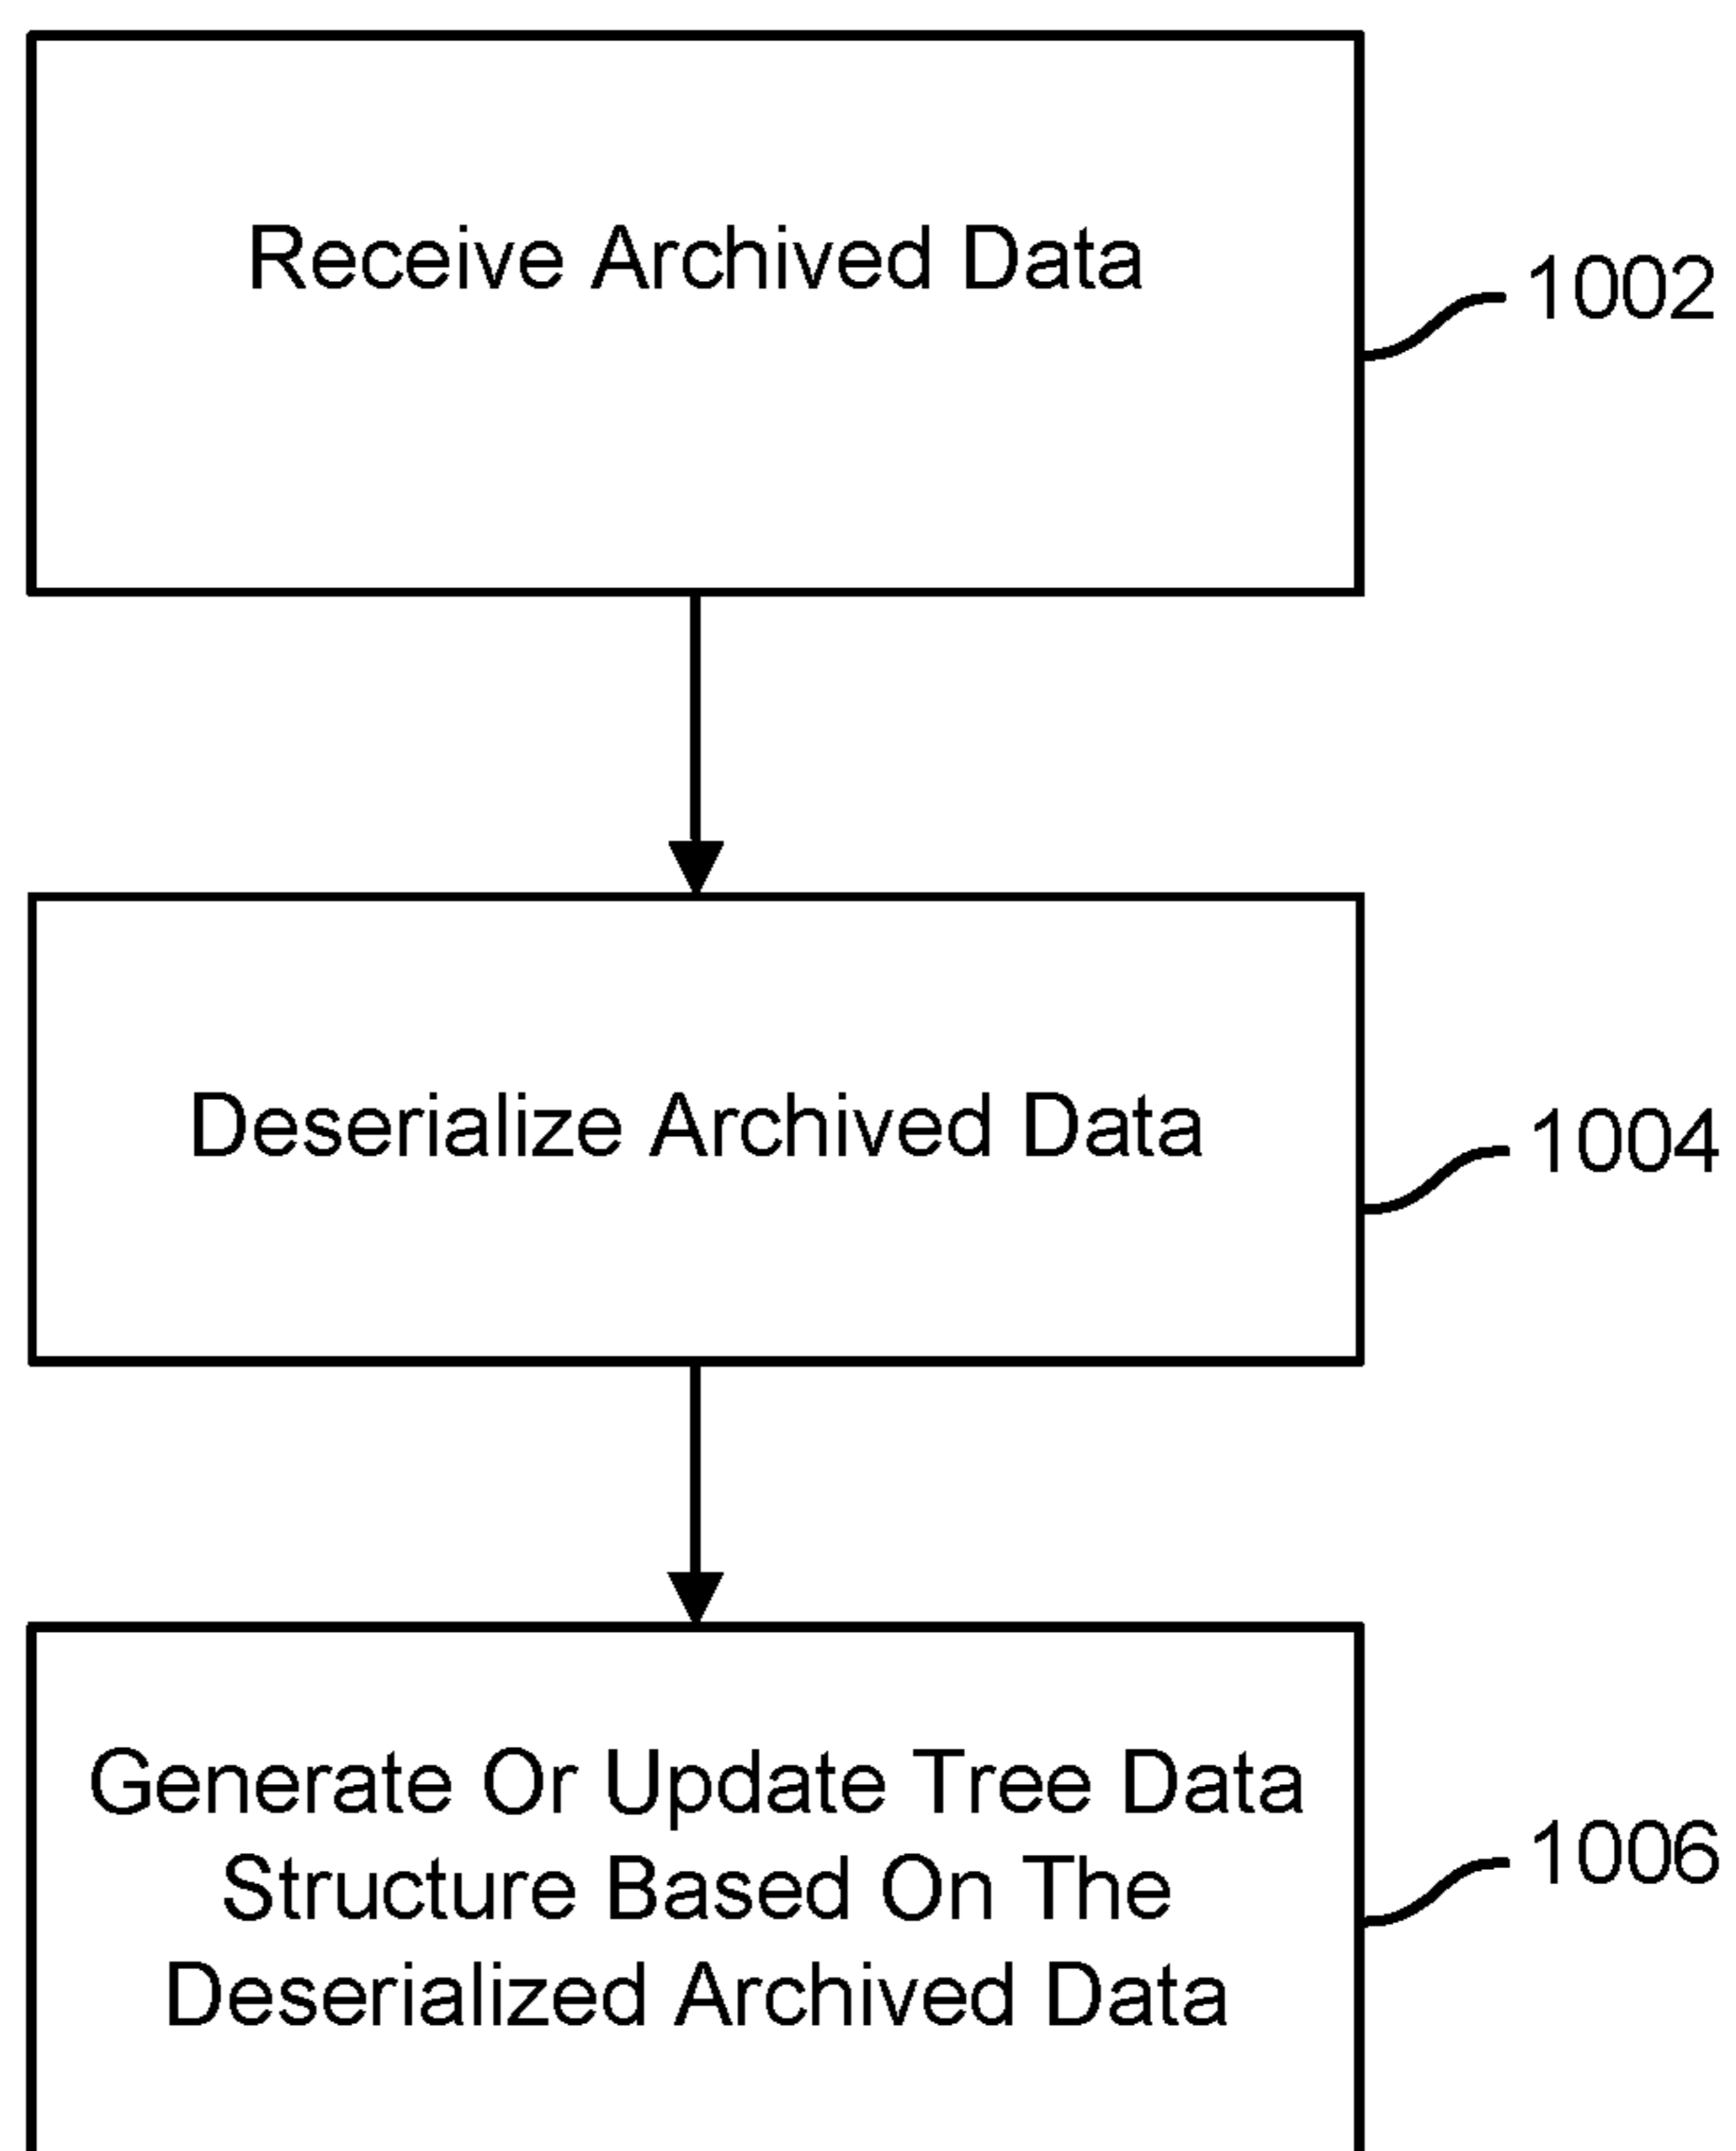 Receive Archived Data
1002
Deserialize Archived Data
1004
Generate Or Update Tree Data
Structure Based On The
Deserialized Archived Data
1006